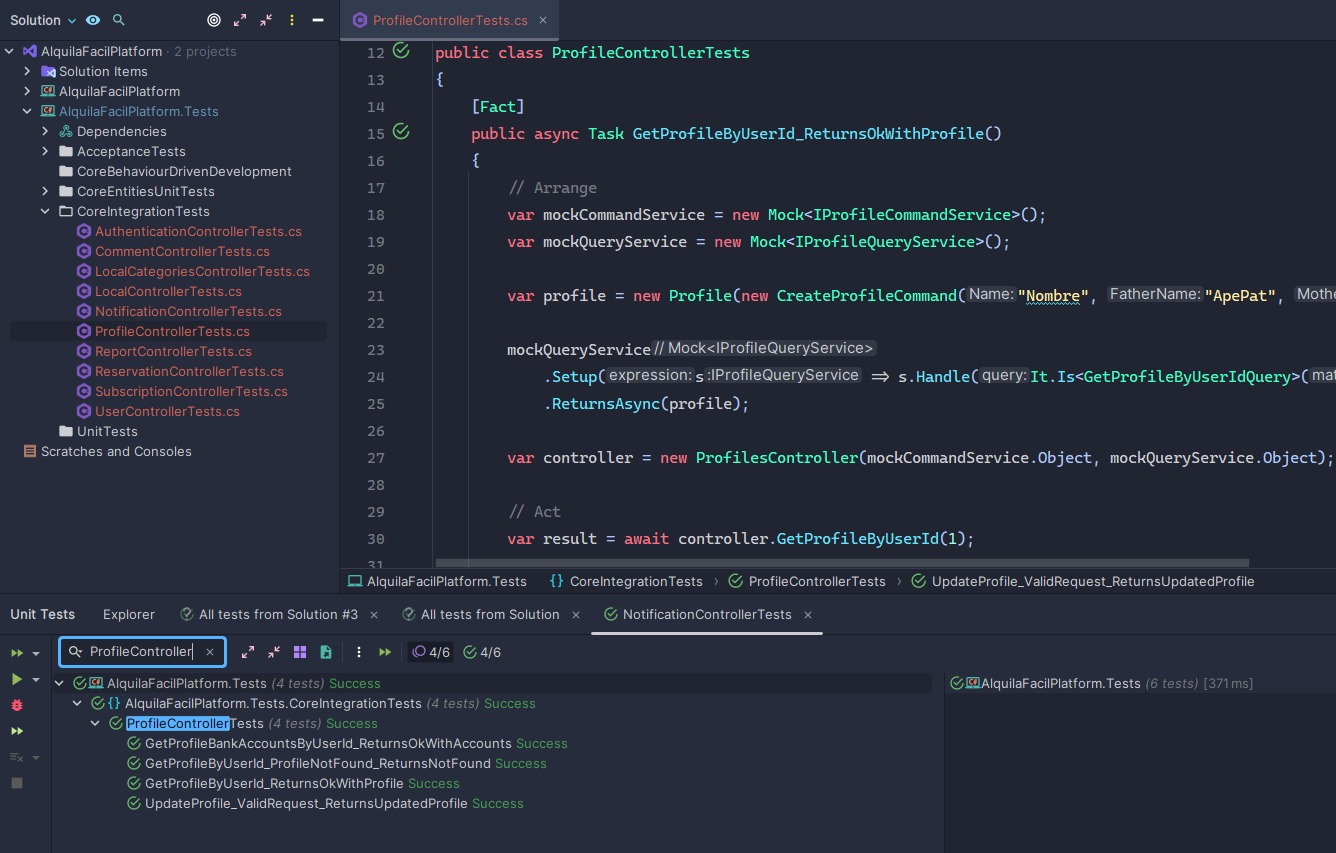 Solution
AlquilaFacilPlatform · 2 projects
Solution Items
AlquilaFacilPlatform
AlquilaFacilPlatform.Tests
Dependencies
AcceptanceTests
CoreBehaviourDrivenDevelopment
CoreEntitiesUnitTests
CoreIntegrationTests
AuthenticationControllerTests.cs
CommentControllerTests.cs
LocalCategoriesControllerTests.cs
LocalControllerTests.cs
NotificationControllerTests.cs
ProfileControllerTests.cs
ReportControllerTests.cs
ReservationControllerTests.cs
SubscriptionControllerTests.cs
UserControllerTests.cs
UnitTests
Scratches and Consoles
ProfileControllerTests.cs
12 public class ProfileControllerTests
13 {
14 [Fact]
15 public async Task GetProfileByUserId_ReturnsOkWithProfile()
16 {
17 // Arrange
18 var mockCommandService = new Mock<IProfileCommandService>();
19 var mockQueryService = new Mock<IProfileQueryService>();
20
21 var profile = new Profile(new CreateProfileCommand( Name: "Nombre", FatherName: "ApePat", Mothe
22
23 mockQueryService // Mock<IProfileQueryService>
24 .Setup( expression: s :IProfileQueryService => s.Handle( query: It.Is<GetProfileByUserIdQuery>( mat
25 .ReturnsAsync(profile);
26
27 var controller = new ProfilesController(mockCommandService.Object, mockQueryService.Object);
28
29 // Act
30 var result = await controller.GetProfileByUserId(1);
31
AlquilaFacilPlatform.Tests {} CoreIntegrationTests › ProfileControllerTests › UpdateProfile_ValidRequest_ReturnsUpdatedProfile
Unit Tests Explorer All tests from Solution #3 All tests from Solution NotificationControllerTests
ProfileController 4/6 4/6
AlquilaFacilPlatform.Tests (4 tests) Success
{} AlquilaFacilPlatform.Tests.CoreIntegrationTests (4 tests) Success
ProfileControllerTests (4 tests) Success
GetProfileBankAccountsByUserId_ReturnsOkWithAccounts Success
GetProfileByUserId_ProfileNotFound_ReturnsNotFound Success
GetProfileByUserId_ReturnsOkWithProfile Success
UpdateProfile_ValidRequest_ReturnsUpdatedProfile Success
AlquilaFacilPlatform.Tests (6 tests) [371 ms]